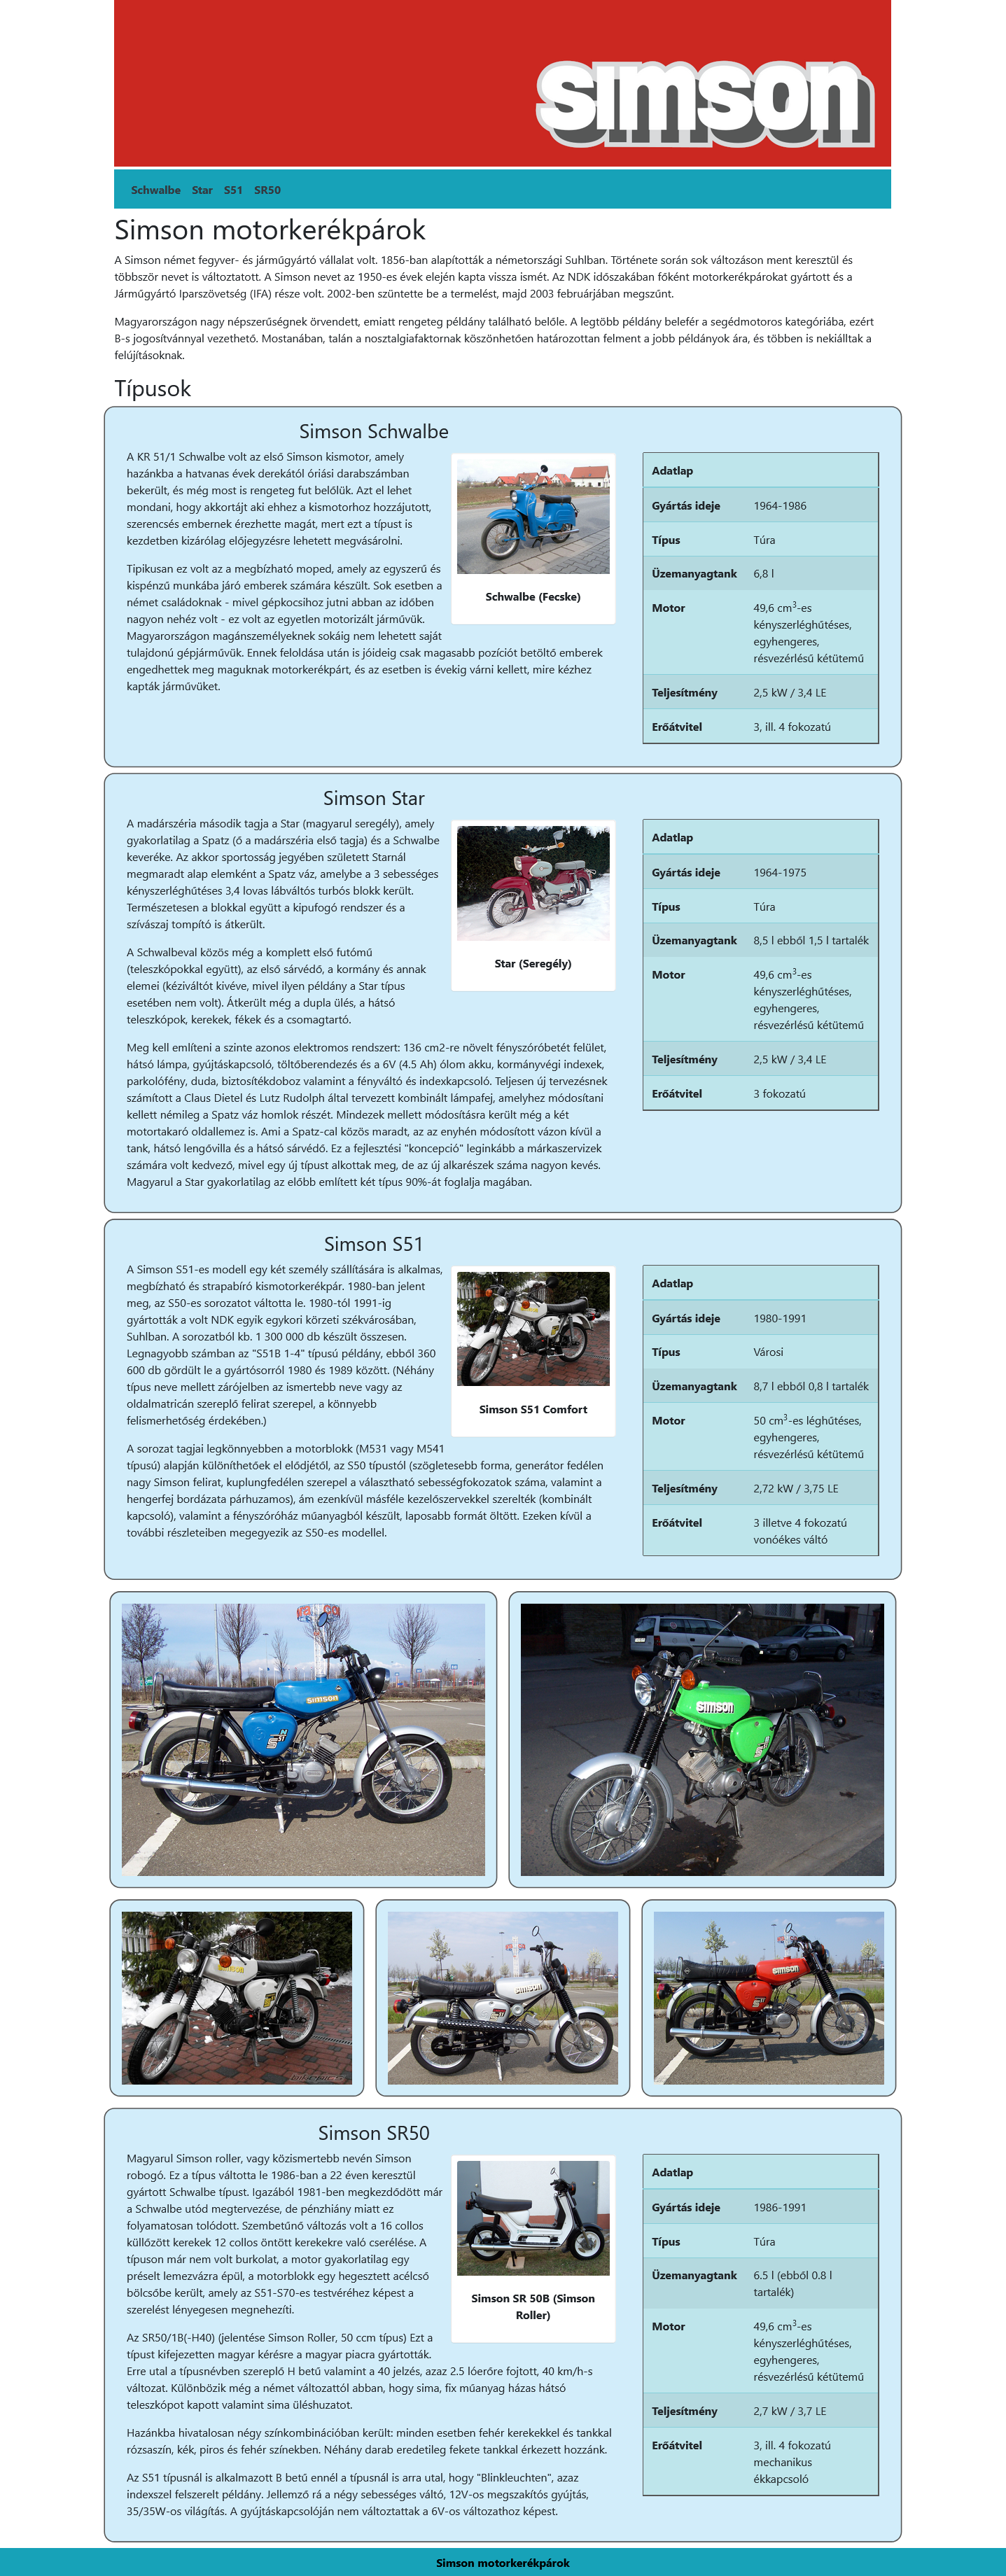 simson
Schwalbe Star S51 SR50
Simson motorkerékpárok
A Simson német fegyver- és járműgyártó vállalat volt. 1856-ban alapították a németországi Suhlban. Története során sok változáson ment keresztül és
többször nevet is változtatott. A Simson nevet az 1950-es évek elején kapta vissza ismét. Az NDK időszakában főként motorkerékpárokat gyártott és a
Járműgyártó Iparszövetség (IFA) része volt. 2002-ben szüntette be a termelést, majd 2003 februárjában megszűnt.
Magyarországon nagy népszerűségnek örvendett, emiatt rengeteg példány található belőle. A legtöbb példány belefér a segédmotoros kategóriába, ezért
B-s jogosítvánnyal vezethető. Mostanában, talán a nosztalgiafaktornak köszönhetően határozottan felment a jobb példányok ára, és többen is nekiálltak a
felújításoknak.
Típusok
Simson Schwalbe
A KR 51/1 Schwalbe volt az első Simson kismotor, amely
hazánkba a hatvanas évek derekától óriási darabszámban
bekerült, és még most is rengeteg fut belőlük. Azt el lehet
mondani, hogy akkortájt aki ehhez a kismotorhoz hozzájutott,
szerencsés embernek érezhette magát, mert ezt a típust is
kezdetben kizárólag előjegyzésre lehetett megvásárolni.
Tipikusan ez volt az a megbízható moped, amely az egyszerű és
kispénzű munkába járó emberek számára készült. Sok esetben a
német családoknak - mivel gépkocsihoz jutni abban az időben
nagyon nehéz volt - ez volt az egyetlen motorizált járművük.
Magyarországon magánszemélyeknek sokáig nem lehetett saját
tulajdonú gépjárművük. Ennek feloldása után is jóideig csak magasabb pozíciót betöltő emberek
engedhettek meg maguknak motorkerékpárt, és az esetben is évekig várni kellett, mire kézhez
kapták járművüket.
Schwalbe (Fecske)
Adatlap
Gyártás ideje 1964-1986
Típus Túra
Üzemanyagtank 6,8 l
Motor 49,6 cm3-es
kényszerléghűtéses,
egyhengeres,
résvezérlésű kétütemű
Teljesítmény 2,5 kW / 3,4 LE
Erőátvitel 3, ill. 4 fokozatú
Simson Star
A madárszéria második tagja a Star (magyarul seregély), amely
gyakorlatilag a Spatz (ő a madárszéria első tagja) és a Schwalbe
keveréke. Az akkor sportosság jegyében született Starnál
megmaradt alap elemként a Spatz váz, amelybe a 3 sebességes
kényszerléghűtéses 3,4 lovas lábváltós turbós blokk került.
Természetesen a blokkal együtt a kipufogó rendszer és a
szívászaj tompító is átkerült.
A Schwalbeval közös még a komplett első futómű
(teleszkópokkal együtt), az első sárvédő, a kormány és annak
elemei (kéziváltót kivéve, mivel ilyen példány a Star típus
esetében nem volt). Átkerült még a dupla ülés, a hátsó
teleszkópok, kerekek, fékek és a csomagtartó.
Meg kell említeni a szinte azonos elektromos rendszert: 136 cm2-re növelt fényszóróbetét felület,
hátsó lámpa, gyújtáskapcsoló, töltőberendezés és a 6V (4.5 Ah) ólom akku, kormányvégi indexek,
parkolófény, duda, biztosítékdoboz valamint a fényváltó és indexkapcsoló. Teljesen új tervezésnek
számított a Claus Dietel és Lutz Rudolph által tervezett kombinált lámpafej, amelyhez módosítani
kellett némileg a Spatz váz homlok részét. Mindezek mellett módosításra került még a két
motortakaró oldallemez is. Ami a Spatz-cal közös maradt, az az enyhén módosított vázon kívül a
tank, hátsó lengővilla és a hátsó sárvédő. Ez a fejlesztési "koncepció" leginkább a márkaszervizek
számára volt kedvező, mivel egy új típust alkottak meg, de az új alkarészek száma nagyon kevés.
Magyarul a Star gyakorlatilag az előbb említett két típus 90%-át foglalja magában.
Star (Seregély)
Adatlap
Gyártás ideje 1964-1975
Típus Túra
Üzemanyagtank 8,5 l ebből 1,5 l tartalék
Motor 49,6 cm3-es
kényszerléghűtéses,
egyhengeres,
résvezérlésű kétütemű
Teljesítmény 2,5 kW / 3,4 LE
Erőátvitel 3 fokozatú
Simson S51
A Simson S51-es modell egy két személy szállítására is alkalmas,
megbízható és strapabíró kismotorkerékpár. 1980-ban jelent
meg, az S50-es sorozatot váltotta le. 1980-tól 1991-ig
gyártották a volt NDK egyik egykori körzeti székvárosában,
Suhlban. A sorozatból kb. 1 300 000 db készült összesen.
Legnagyobb számban az "S51B 1-4" típusú példány, ebből 360
600 db gördült le a gyártósorról 1980 és 1989 között. (Néhány
típus neve mellett zárójelben az ismertebb neve vagy az
oldalmatricán szereplő felirat szerepel, a könnyebb
felismerhetőség érdekében.)
A sorozat tagjai legkönnyebben a motorblokk (M531 vagy M541
típusú) alapján különíthetőek el elődjétől, az S50 típustól (szögletesebb forma, generátor fedélen
nagy Simson felirat, kuplungfedélen szerepel a választható sebességfokozatok száma, valamint a
hengerfej bordázata párhuzamos), ám ezenkívül másféle kezelőszervekkel szerelték (kombinált
kapcsoló), valamint a fényszóróház műanyagból készült, laposabb formát öltött. Ezeken kívül a
további részleteiben megegyezik az S50-es modellel.
Simson S51 Comfort
Adatlap
Gyártás ideje 1980-1991
Típus Városi
Üzemanyagtank 8,7 l ebből 0,8 l tartalék
Motor 50 cm3-es léghűtéses,
egyhengeres,
résvezérlésű kétütemű
Teljesítmény 2,72 kW / 3,75 LE
Erőátvitel 3 illetve 4 fokozatú
vonóékes váltó
SIMSON
SIMSON
SIMSON
SIMSON
SIMSON
Simson SR50
Magyarul Simson roller, vagy közismertebb nevén Simson
robogó. Ez a típus váltotta le 1986-ban a 22 éven keresztül
gyártott Schwalbe típust. Igazából 1981-ben megkezdődött már
a Schwalbe utód megtervezése, de pénzhiány miatt ez
folyamatosan tolódott. Szembetűnő változás volt a 16 collos
küllőzött kerekek 12 collos öntött kerekekre való cserélése. A
típuson már nem volt burkolat, a motor gyakorlatilag egy
préselt lemezvázra épül, a motorblokk egy hegesztett acélcső
bölcsőbe került, amely az S51-S70-es testvéréhez képest a
szerelést lényegesen megnehezíti.
Az SR50/1B(-H40) (jelentése Simson Roller, 50 ccm típus) Ezt a
típust kifejezetten magyar kérésre a magyar piacra gyártották.
Erre utal a típusnévben szereplő H betű valamint a 40 jelzés, azaz 2.5 lóerőre fojtott, 40 km/h-s
változat. Különbözik még a német változattól abban, hogy sima, fix műanyag házas hátsó
teleszkópot kapott valamint sima üléshuzatot.
Hazánkba hivatalosan négy színkombinációban került: minden esetben fehér kerekekkel és tankkal
rózsaszín, kék, piros és fehér színekben. Néhány darab eredetileg fekete tankkal érkezett hozzánk.
Az S51 típusnál is alkalmazott B betű ennél a típusnál is arra utal, hogy "Blinkleuchten", azaz
indexszel felszerelt példány. Jellemző rá a négy sebességes váltó, 12V-os megszakítós gyújtás,
35/35W-os világítás. A gyújtáskapcsolóján nem változtattak a 6V-os változathoz képest.
Simson SR 50B (Simson
Roller)
Adatlap
Gyártás ideje 1986-1991
Típus Túra
Üzemanyagtank 6.5 l (ebből 0.8 l
tartalék)
Motor 49,6 cm3-es
kényszerléghűtéses,
egyhengeres,
résvezérlésű kétütemű
Teljesítmény 2,7 kW / 3,7 LE
Erőátvitel 3, ill. 4 fokozatú
mechanikus
ékkapcsoló
Simson motorkerékpárok